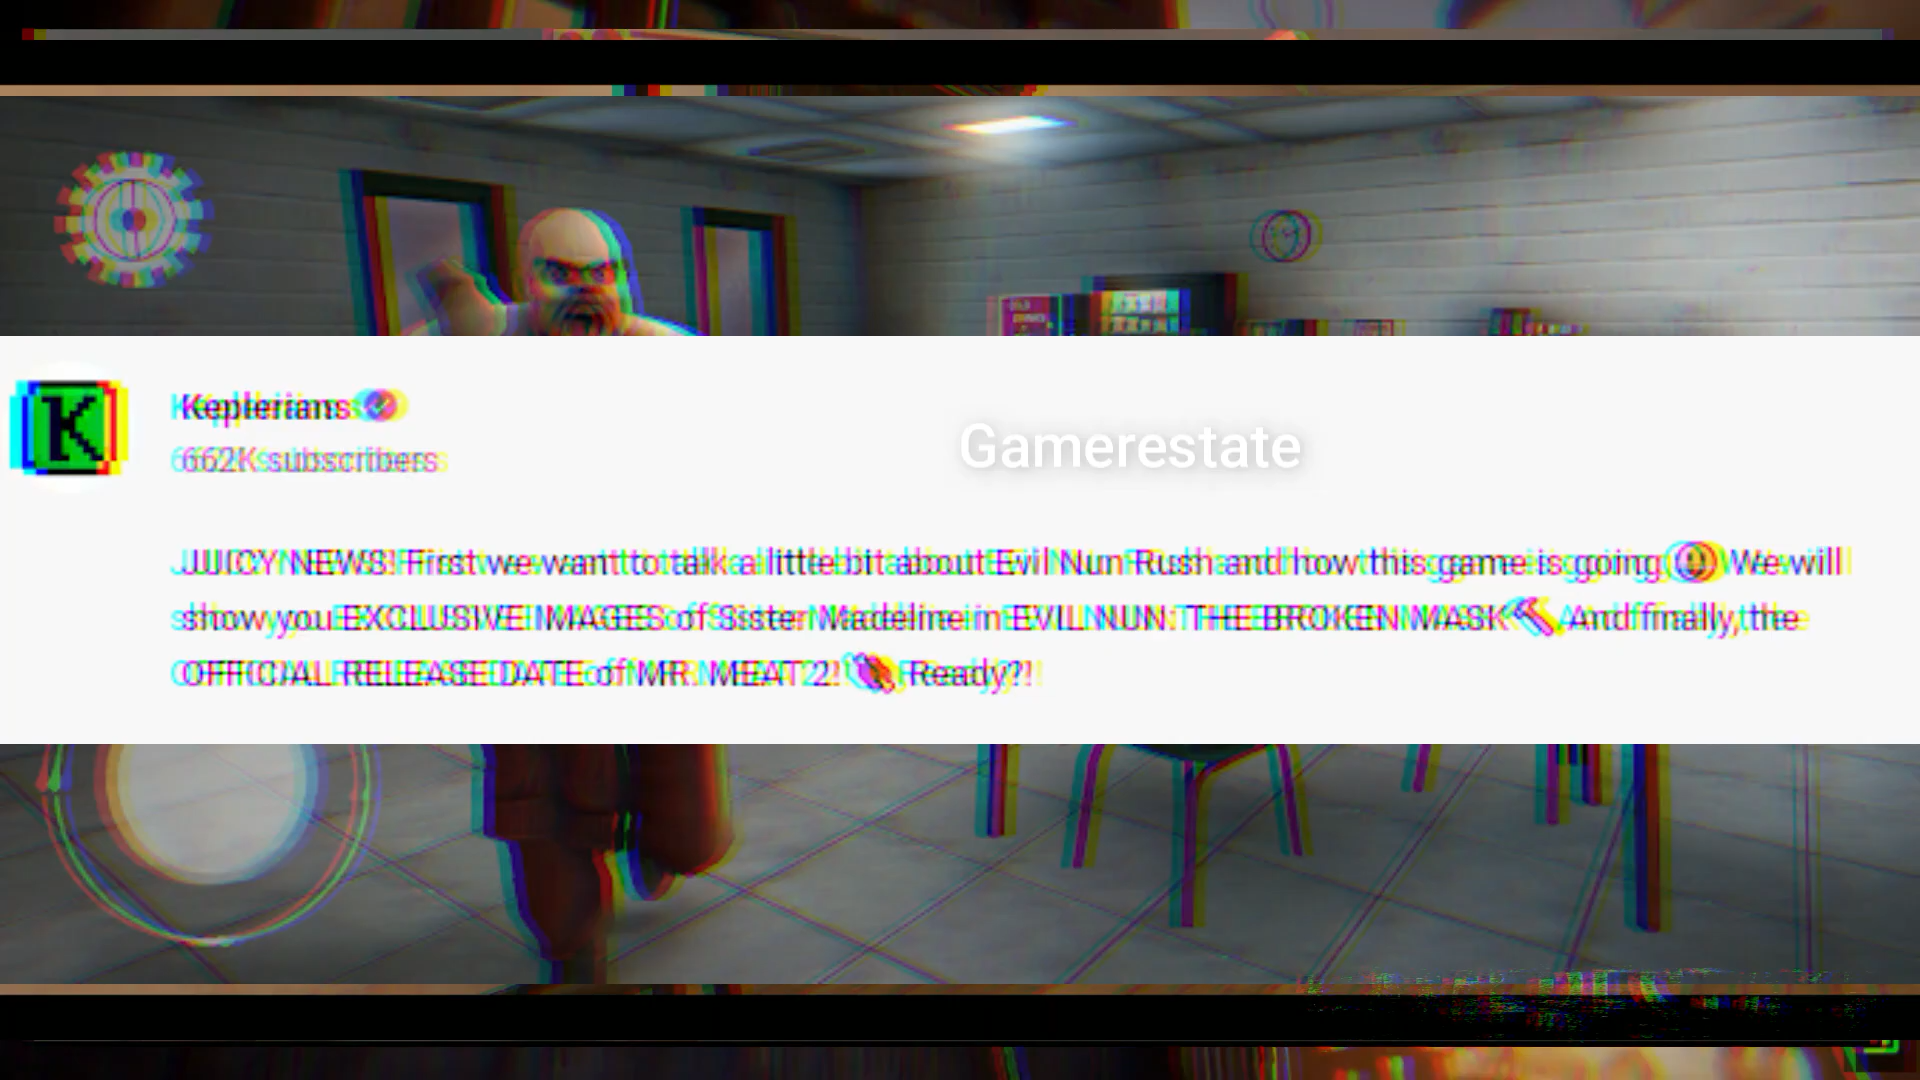 Keplerians
662K subscribers
Gamerestate
JUICY NEWS! First we want to talk a little bit about Evil Nun Rush and how this game is going 🙂 We will
show you EXCLUSIVE IMAGES of Sister Madeline in EVIL NUN: THE BROKEN MASK 🔨 And finally, the
OFFICIAL RELEASE DATE of MR. MEAT 2! 🥓 Ready?!